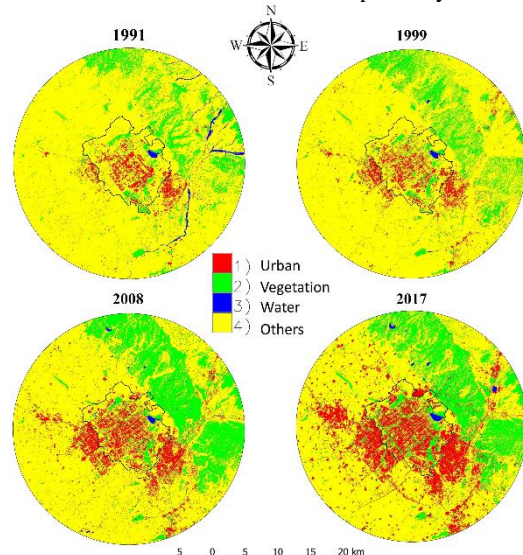 1991
1999
N
W
E
S
1) Urban
2) Vegetation
3) Water
4) Others
2008
2017
5 0 5 10 15 20 km